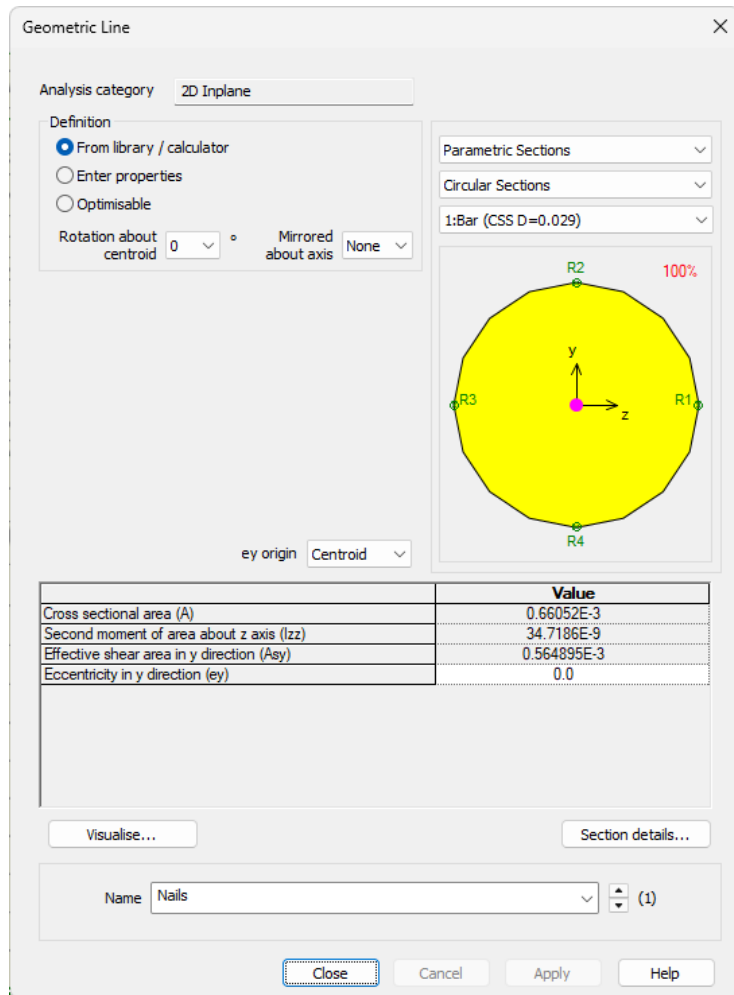 Geometric Line
Analysis category 2D Inplane
Definition
From library / calculator
Enter properties
Optimisable
Rotation about centroid 0 ° Mirrored about axis None
Parametric Sections
Circular Sections
1:Bar (CSS D=0.029)
R2 100%
y
R3 z R1
R4
ey origin Centroid
Value
Cross sectional area (A) 0.66052E-3
Second moment of area about z axis (Izz) 34.7186E-9
Effective shear area in y direction (Asy) 0.564895E-3
Eccentricity in y direction (ey) 0.0
Visualise... Section details...
Name Nails (1)
Close Cancel Apply Help